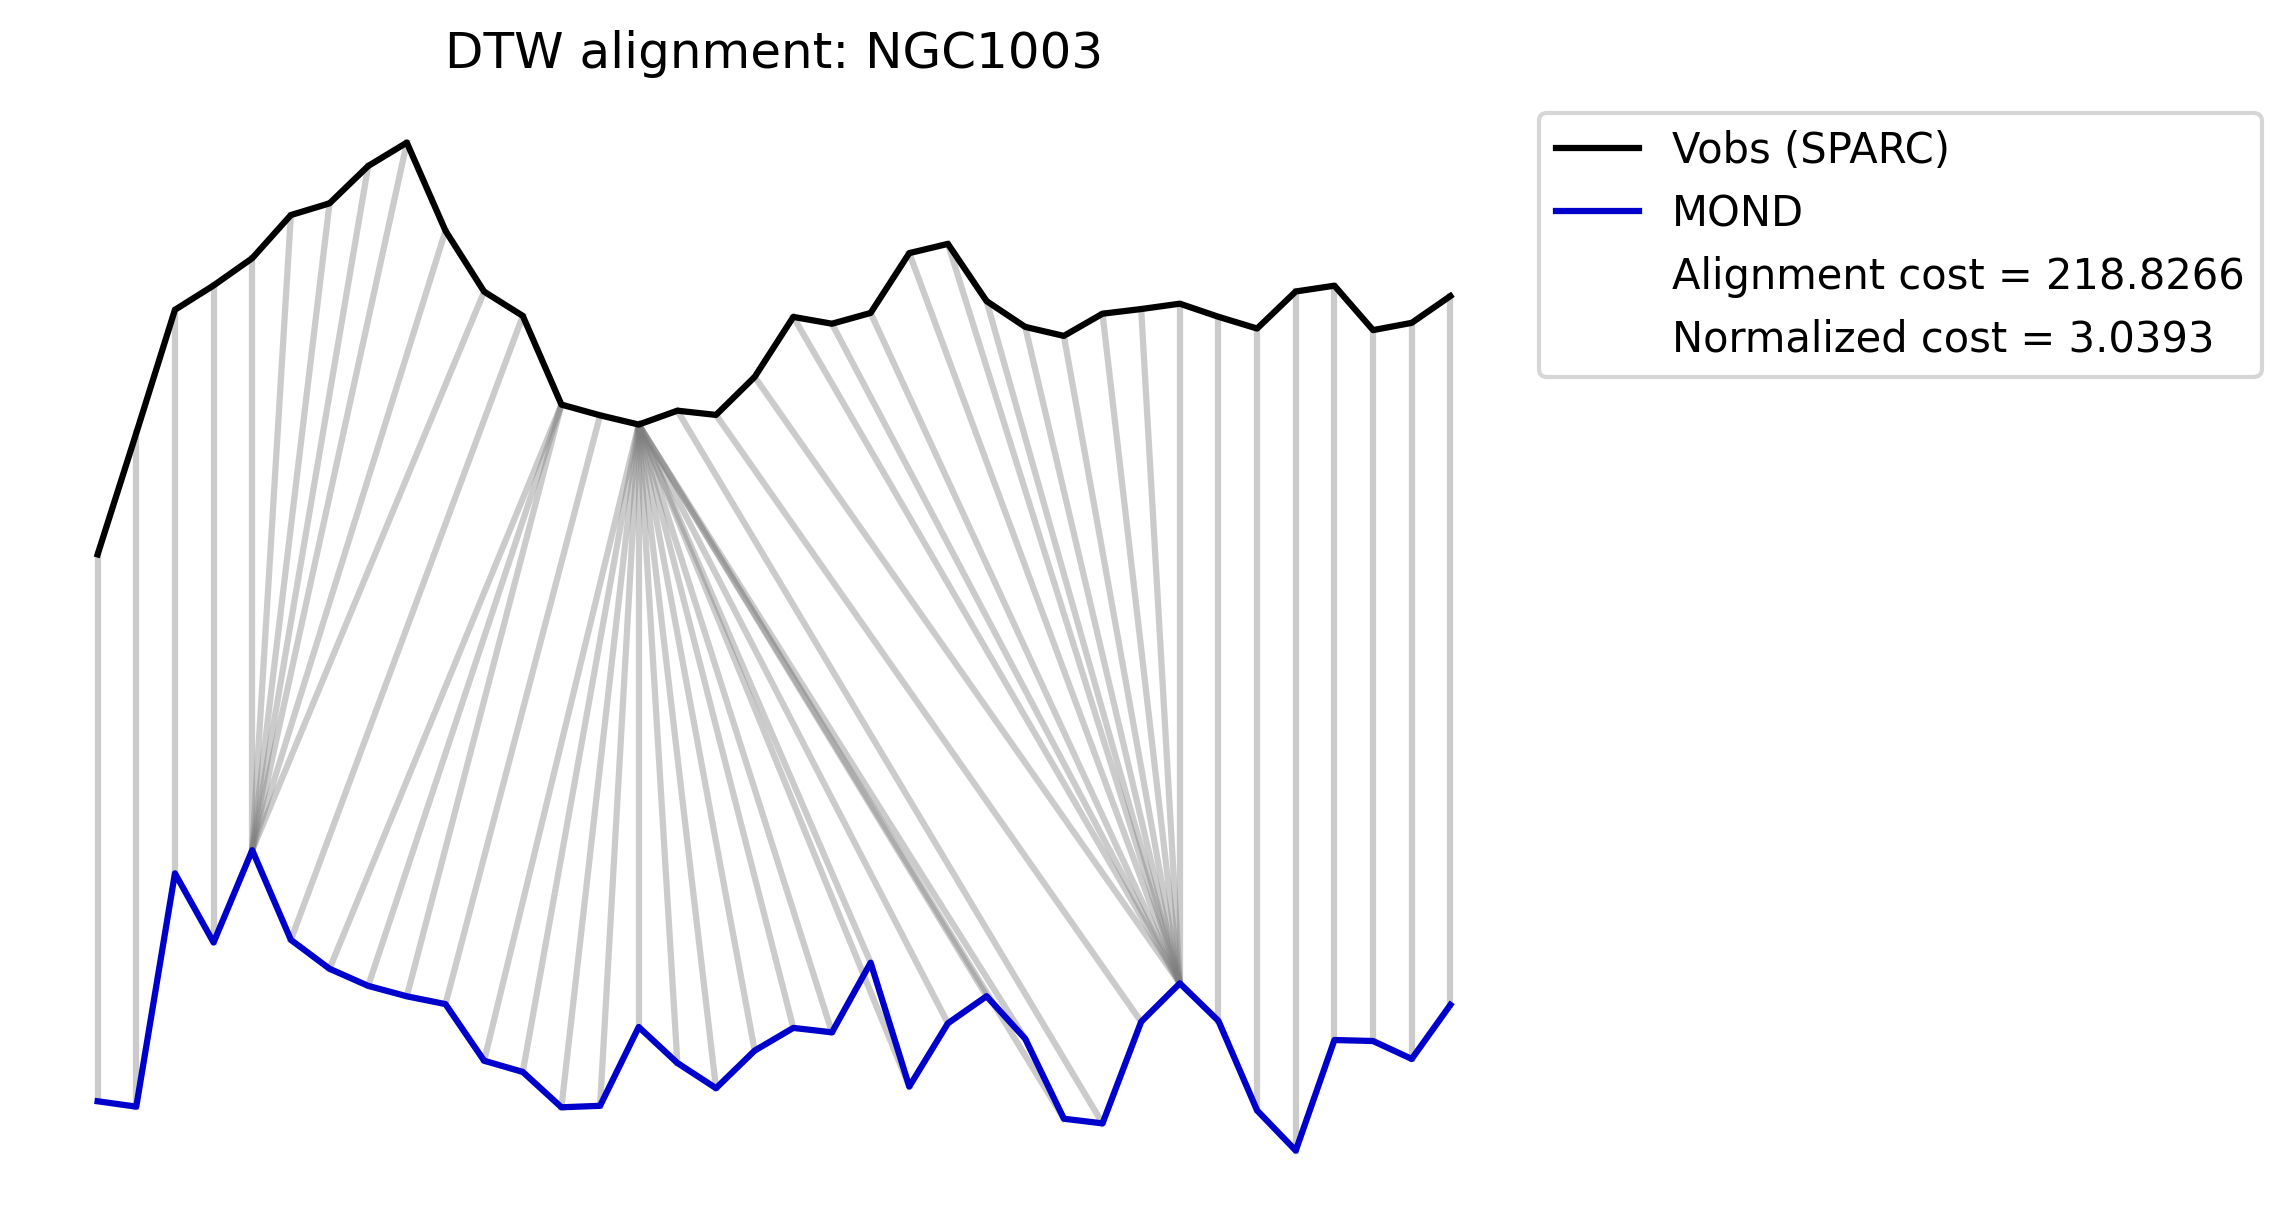 DTW alignment: NGC1003
Vobs (SPARC)
MOND
Alignment cost = 218.8266
Normalized cost = 3.0393